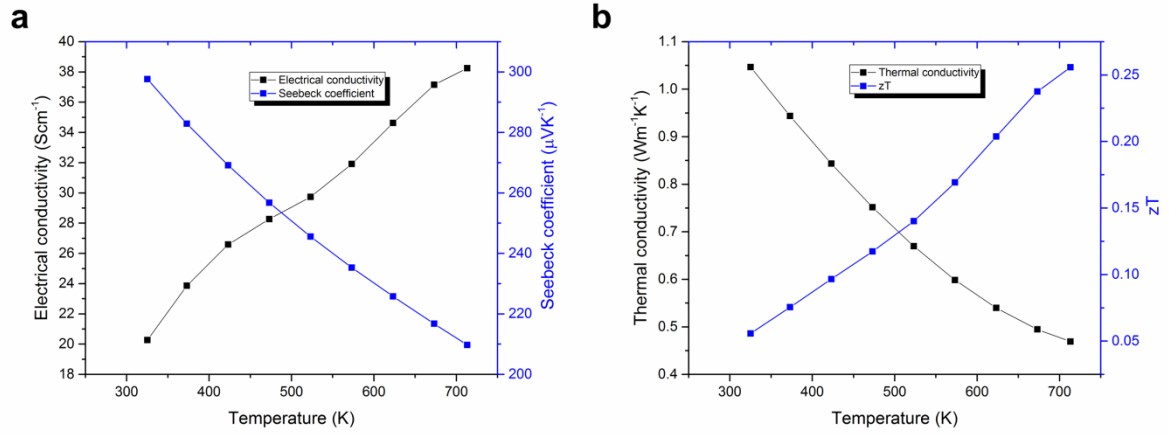 a
Electrical conductivity (Scm⁻¹)
40
38
36
34
32
30
28
26
24
22
20
18
Electrical conductivity
Seebeck coefficient
300
280
260
240
220
200
Seebeck coefficient (μVK⁻¹)
300 400 500 600 700
Temperature (K)
b
Thermal conductivity (Wm⁻¹K⁻¹)
1.1
1.0
0.9
0.8
0.7
0.6
0.5
0.4
Thermal conductivity
zT
0.25
0.20
0.15
0.10
0.05
zT
300 400 500 600 700
Temperature (K)